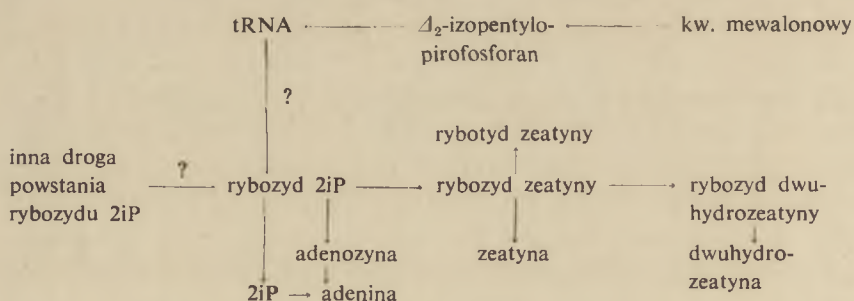 tRNA
Δ₂-izopentylo-
pirofosforan
kw. mewalonowy
?
rybotyd zeatyny
inna droga
powstania
rybozydu 2iP
?
rybozyd 2iP
rybozyd zeatyny
rybozyd dwu-
hydrozeatyny
adenozyna
zeatyna
dwuhydro-
zeatyna
2iP
adenina